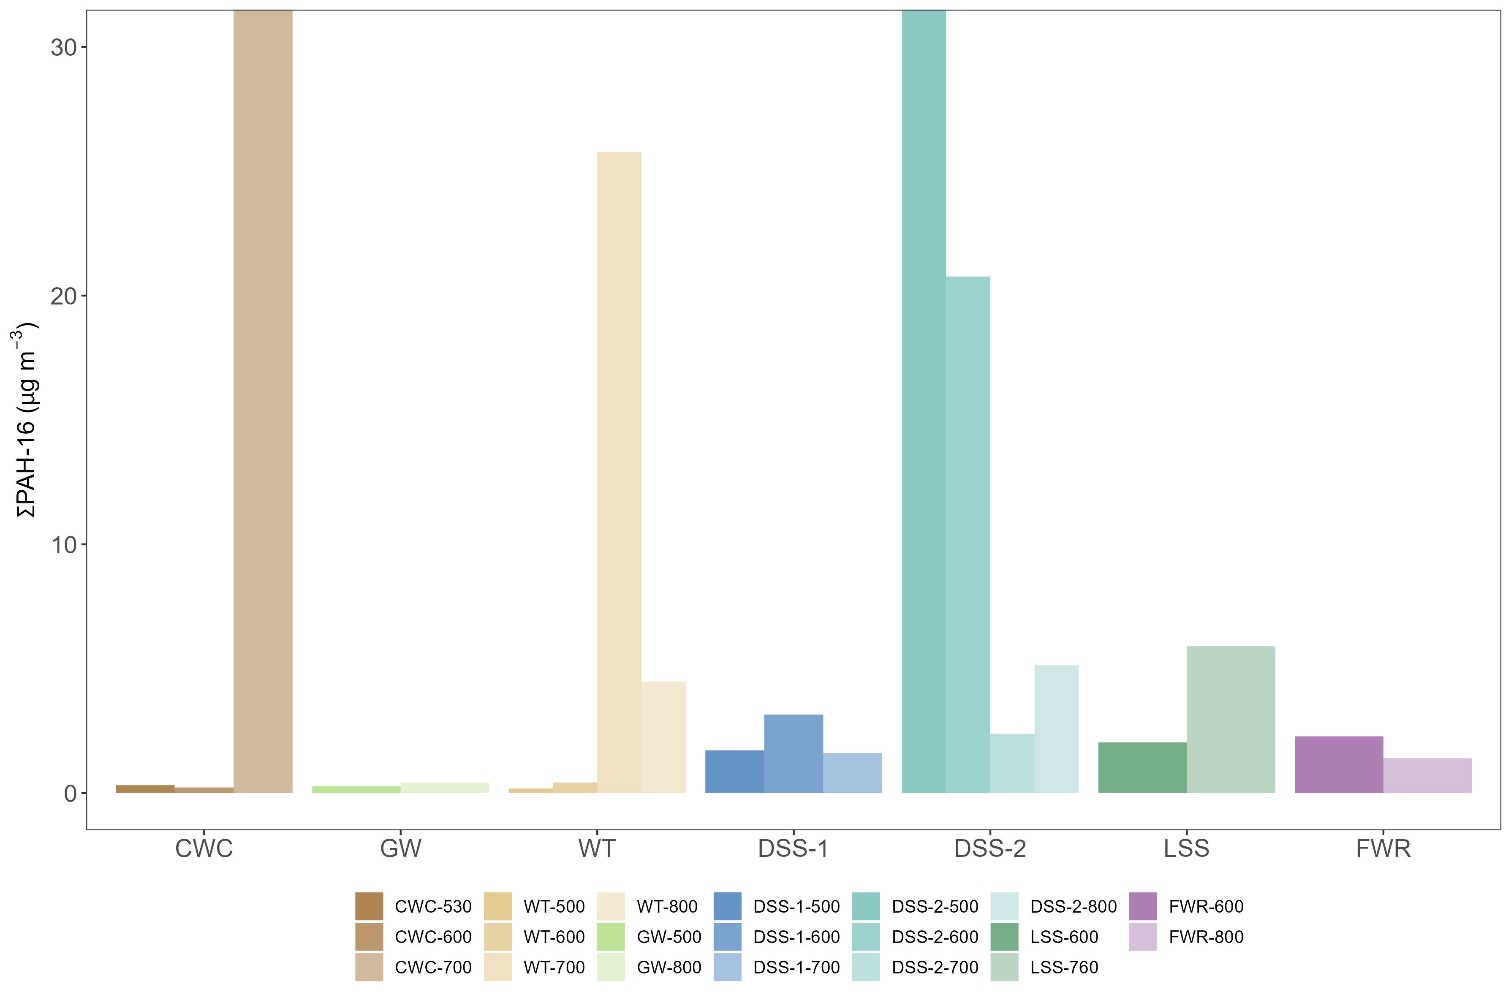 30
20
10
0
ΣPAH-16 (µg m−3)
CWC GW WT DSS-1 DSS-2 LSS FWR
CWC-530 WT-500 WT-800 DSS-1-500 DSS-2-500 DSS-2-800 FWR-600
CWC-600 WT-600 GW-500 DSS-1-600 DSS-2-600 LSS-600 FWR-800
CWC-700 WT-700 GW-800 DSS-1-700 DSS-2-700 LSS-760